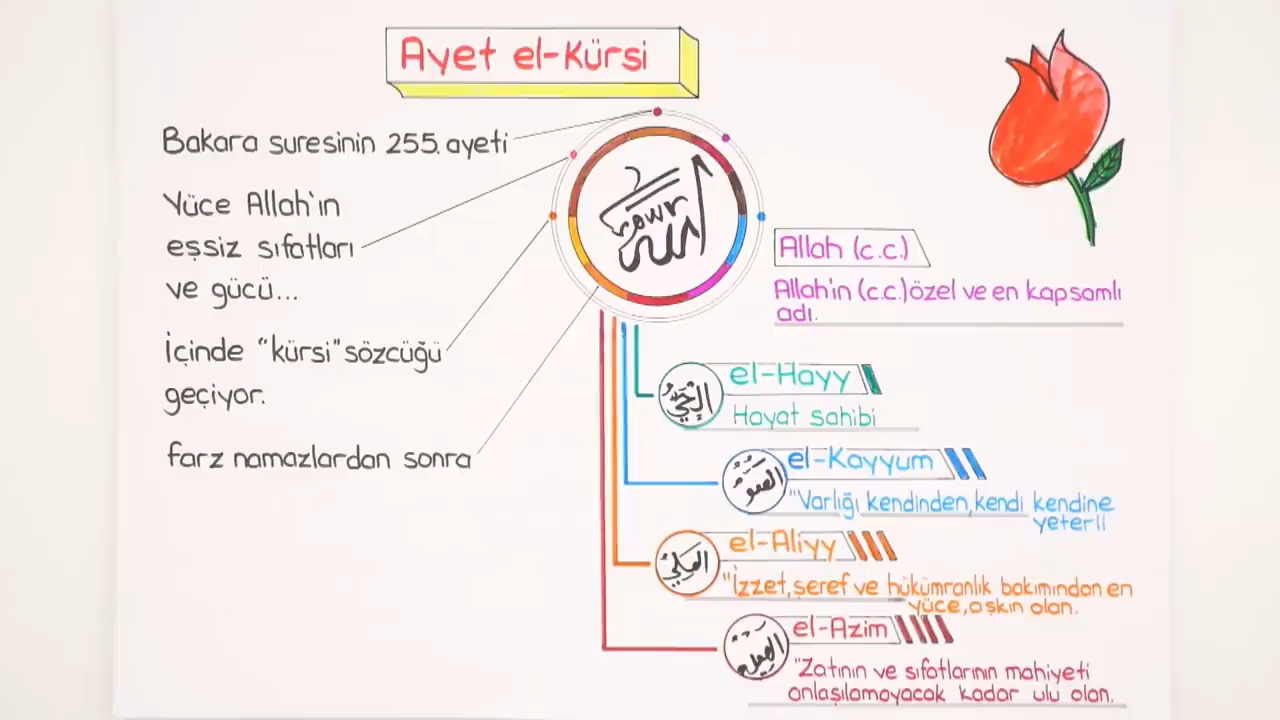 Ayet el-Kürsi
Bakara suresinin 255. ayeti
Yüce Allah'ın
eşsiz sıfatları
ve gücü...
İçinde "kürsi" sözcüğü
geçiyor.
farz namazlardan sonra
Allah (c.c.)
Allah'ın (c.c.) özel ve en kapsamlı
adı.
el-Hayy
Hayat sahibi
el-Kayyum
"Varlığı kendinden, kendi kendine
yeterli
el-Aliyy
"İzzet, şeref ve hükümranlık bakımından en
yüce, aşkın olan.
el-Azim
"Zatının ve sıfatlarının mahiyeti
anlaşılamayacak kadar ulu olan.